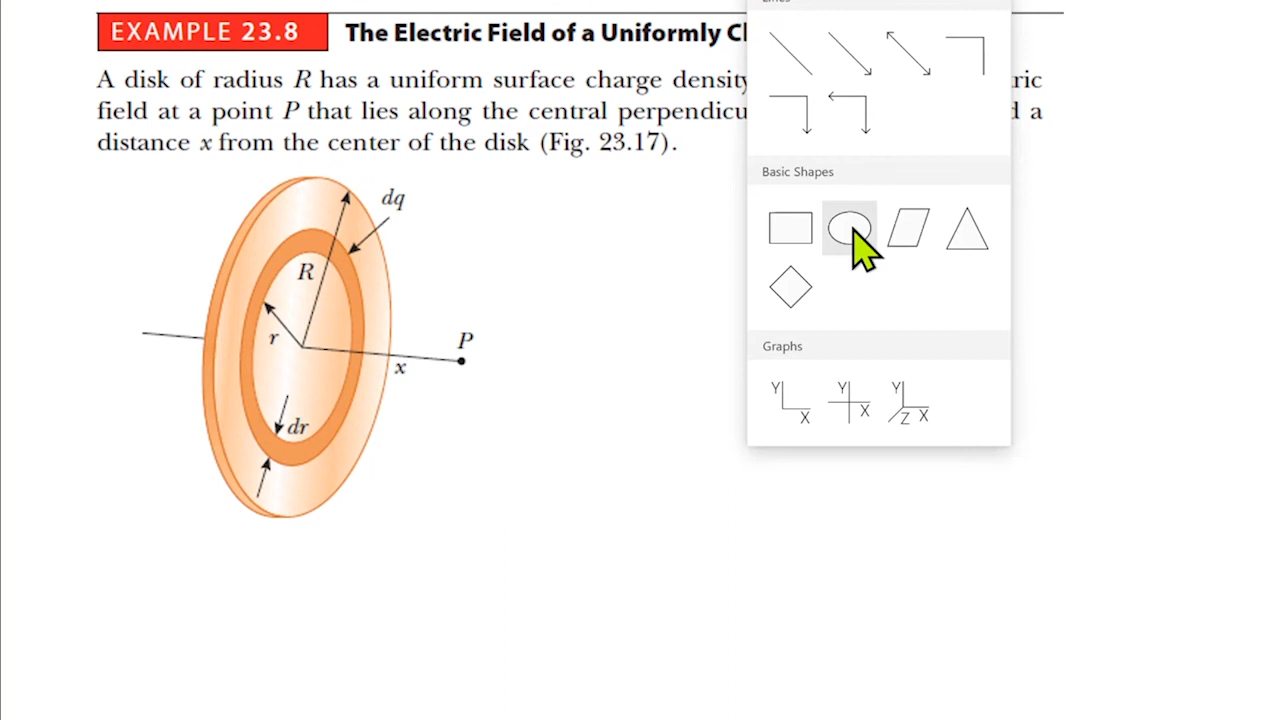 EXAMPLE 23.8 The Electric Field of a Uniformly
A disk of radius R has a uniform surface charge density
field at a point P that lies along the central perpendicu
distance x from the center of the disk (Fig. 23.17).
ric
d a
dq
R
r
P
x
dr
Basic Shapes
Graphs
Y
X
Y
X
Y
Z
X